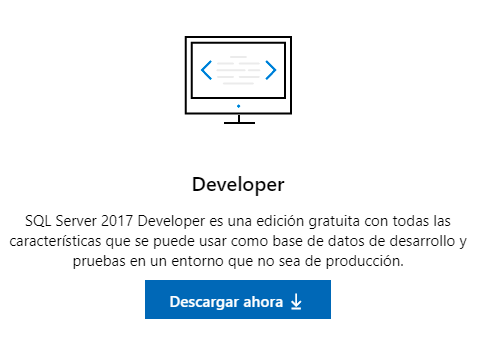 Developer
SQL Server 2017 Developer es una edición gratuita con todas las
características que se puede usar como base de datos de desarrollo y
pruebas en un entorno que no sea de producción.
Descargar ahora